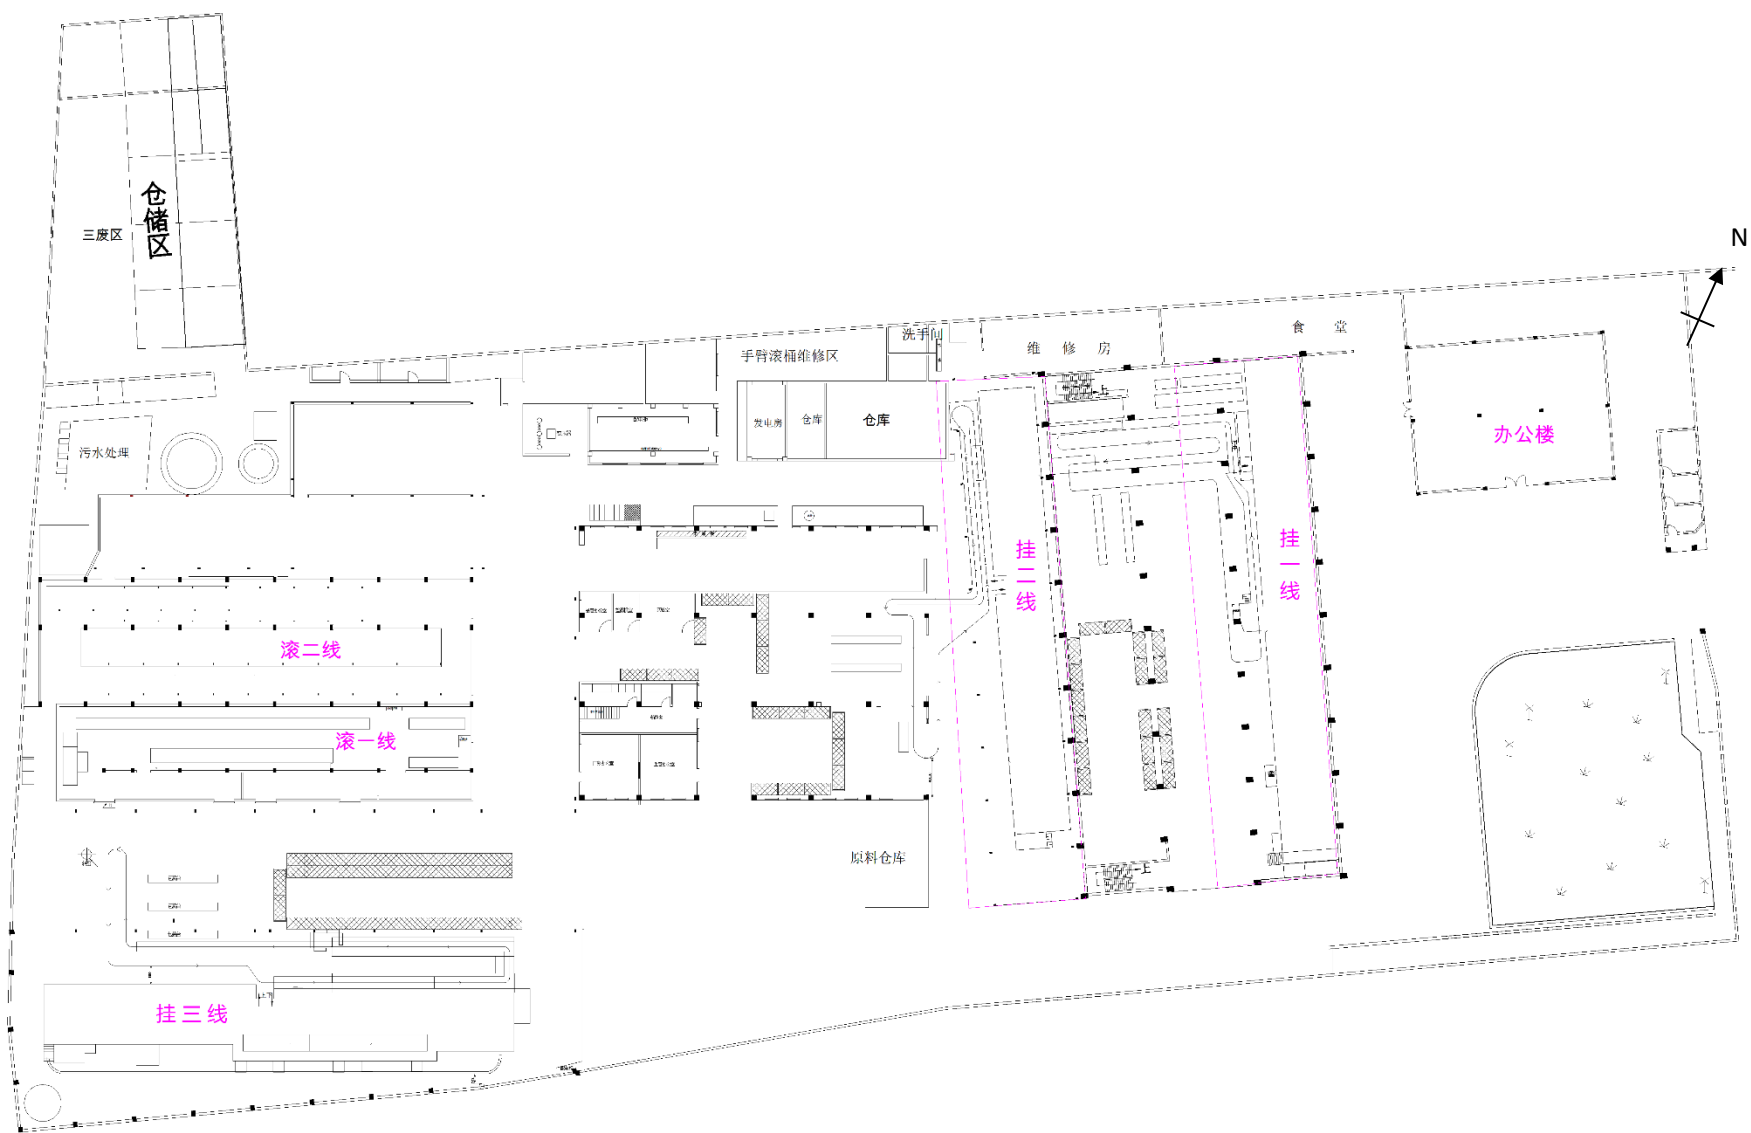 仓储区
三废区
N
洗手间
维修房
食堂
手臂滚桶维修区
发电房
仓库
仓库
办公楼
污水处理
挂二线
挂一线
滚二线
滚一线
原料仓库
挂三线